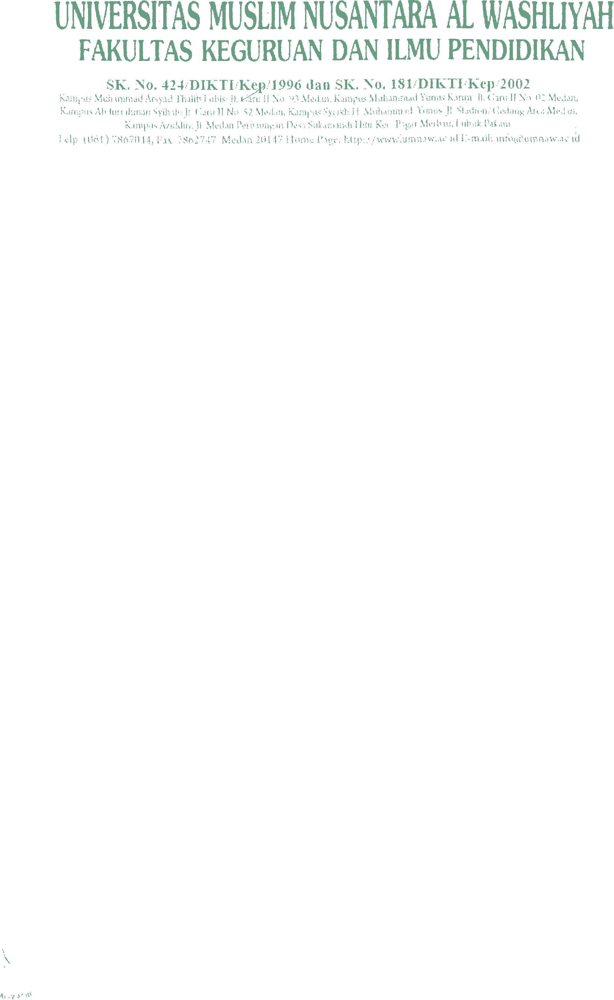 UNIVERSITAS MUSLIM NUSANTARA AL WASHLIYAH
FAKULTAS KEGURUAN DAN ILMU PENDIDIKAN
SK. No. 424/DIKTI/Kep/1996 dan SK. No. 181/DIKTI/Kep/2002
Kampus Muhammad Arsyad Thalib Lubis: Jl. Garu II No. 93 Medan, Kampus Muhammad Yunus Karim: Jl. Garu II No. 02 Medan,
Kampus Abdurrahman Syihab: Jl. Garu II No. 52 Medan, Kampus Syeikh H. Muhammad Yunus Jl. Stadion/Gedung Arca Medan,
Kampus Aziddin: Jl. Medan Perbaungan Desa Sukamandi Hilir Kec. Pagar Merbau, Lubuk Pakam
Telp. (061) 7867044, Fax. 7862747 Medan 20147 Home Page: http://www.umnaw.ac.id E-mail: info@umnaw.ac.id